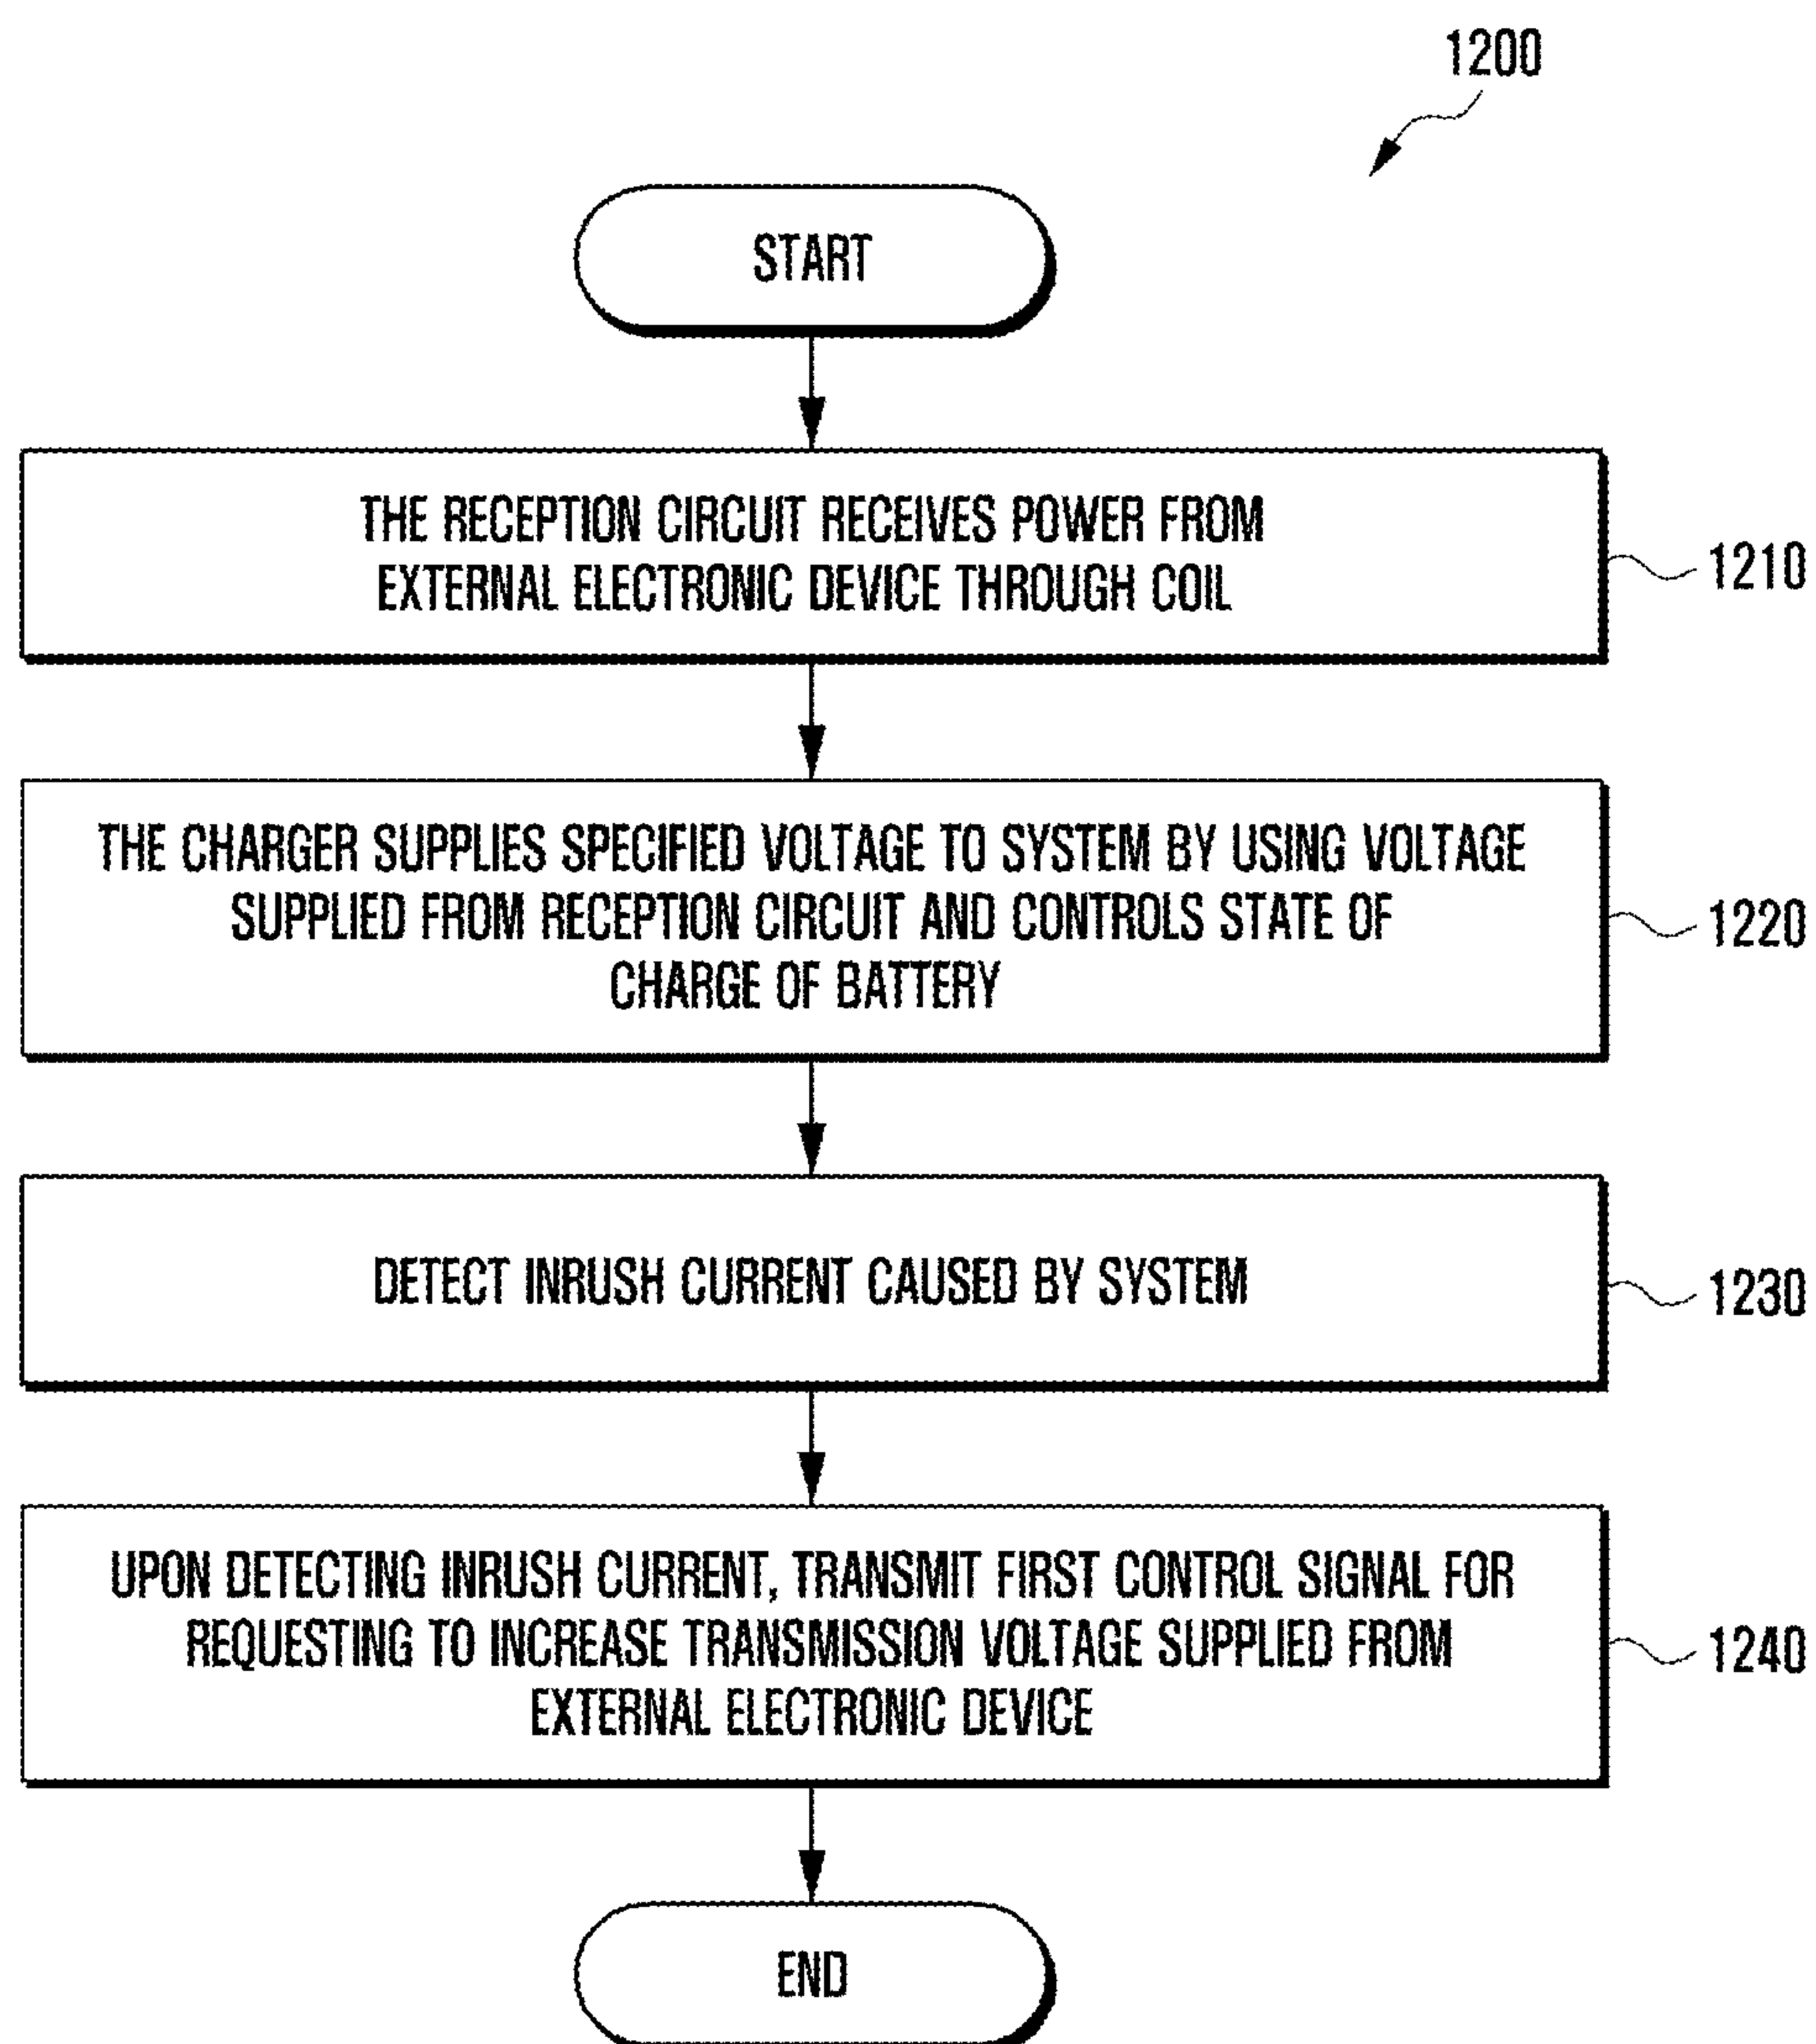 1200
START
THE RECEPTION CIRCUIT RECEIVES POWER FROM
EXTERNAL ELECTRONIC DEVICE THROUGH COIL
1210
THE CHARGER SUPPLIES SPECIFIED VOLTAGE TO SYSTEM BY USING VOLTAGE
SUPPLIED FROM RECEPTION CIRCUIT AND CONTROLS STATE OF
CHARGE OF BATTERY
1220
DETECT INRUSH CURRENT CAUSED BY SYSTEM
1230
UPON DETECTING INRUSH CURRENT, TRANSMIT FIRST CONTROL SIGNAL FOR
REQUESTING TO INCREASE TRANSMISSION VOLTAGE SUPPLIED FROM
EXTERNAL ELECTRONIC DEVICE
1240
END